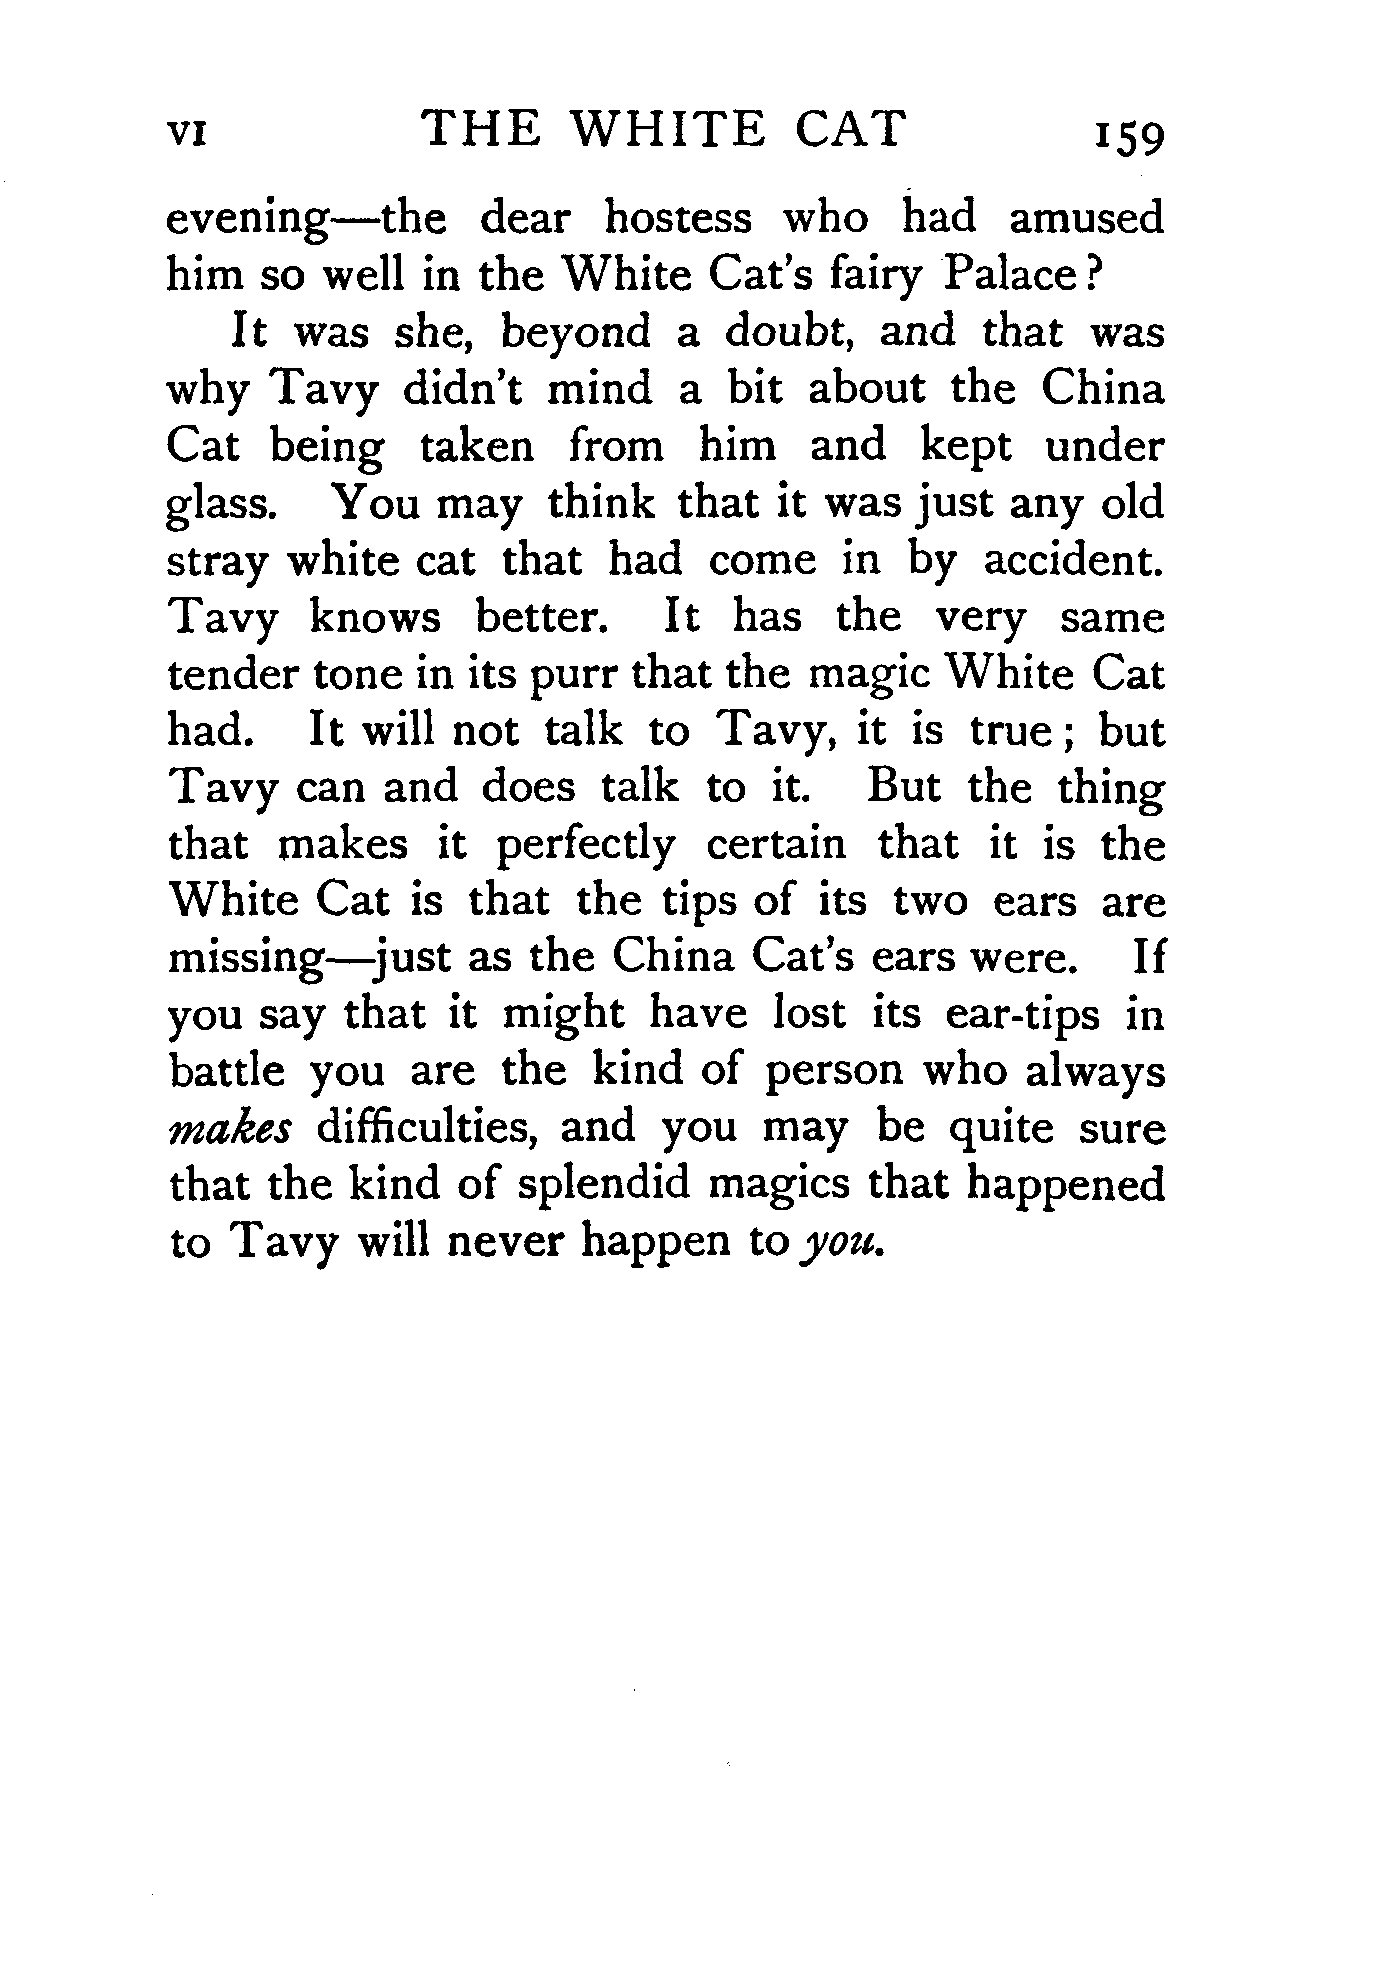 VI THE WHITE CAT 159
evening—the dear hostess who had amused
him so well in the White Cat's fairy Palace?
It was she, beyond a doubt, and that was
why Tavy didn't mind a bit about the China
Cat being taken from him and kept under
glass. You may think that it was just any old
stray white cat that had come in by accident.
Tavy knows better. It has the very same
tender tone in its purr that the magic White Cat
had. It will not talk to Tavy, it is true; but
Tavy can and does talk to it. But the thing
that makes it perfectly certain that it is the
White Cat is that the tips of its two ears are
missing—just as the China Cat's ears were. If
you say that it might have lost its ear-tips in
battle you are the kind of person who always
makes difficulties, and you may be quite sure
that the kind of splendid magics that happened
to Tavy will never happen to you.